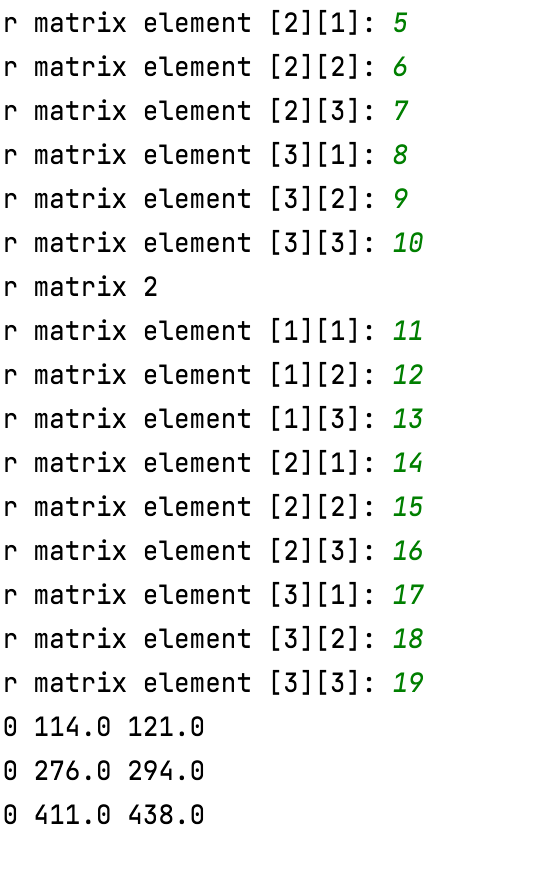 r matrix element [2][1]: 5
r matrix element [2][2]: 6
r matrix element [2][3]: 7
r matrix element [3][1]: 8
r matrix element [3][2]: 9
r matrix element [3][3]: 10
r matrix 2
r matrix element [1][1]: 11
r matrix element [1][2]: 12
r matrix element [1][3]: 13
r matrix element [2][1]: 14
r matrix element [2][2]: 15
r matrix element [2][3]: 16
r matrix element [3][1]: 17
r matrix element [3][2]: 18
r matrix element [3][3]: 19
0 114.0 121.0
0 276.0 294.0
0 411.0 438.0